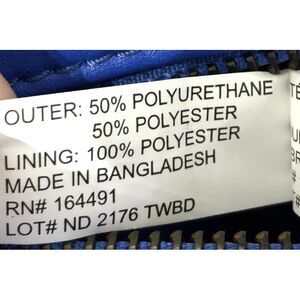 OUTER: 50% POLYURETHANE
50% POLYESTER
LINING: 100% POLYESTER
MADE IN BANGLADESH
RN# 164491
LOT# ND 2176 TWBD